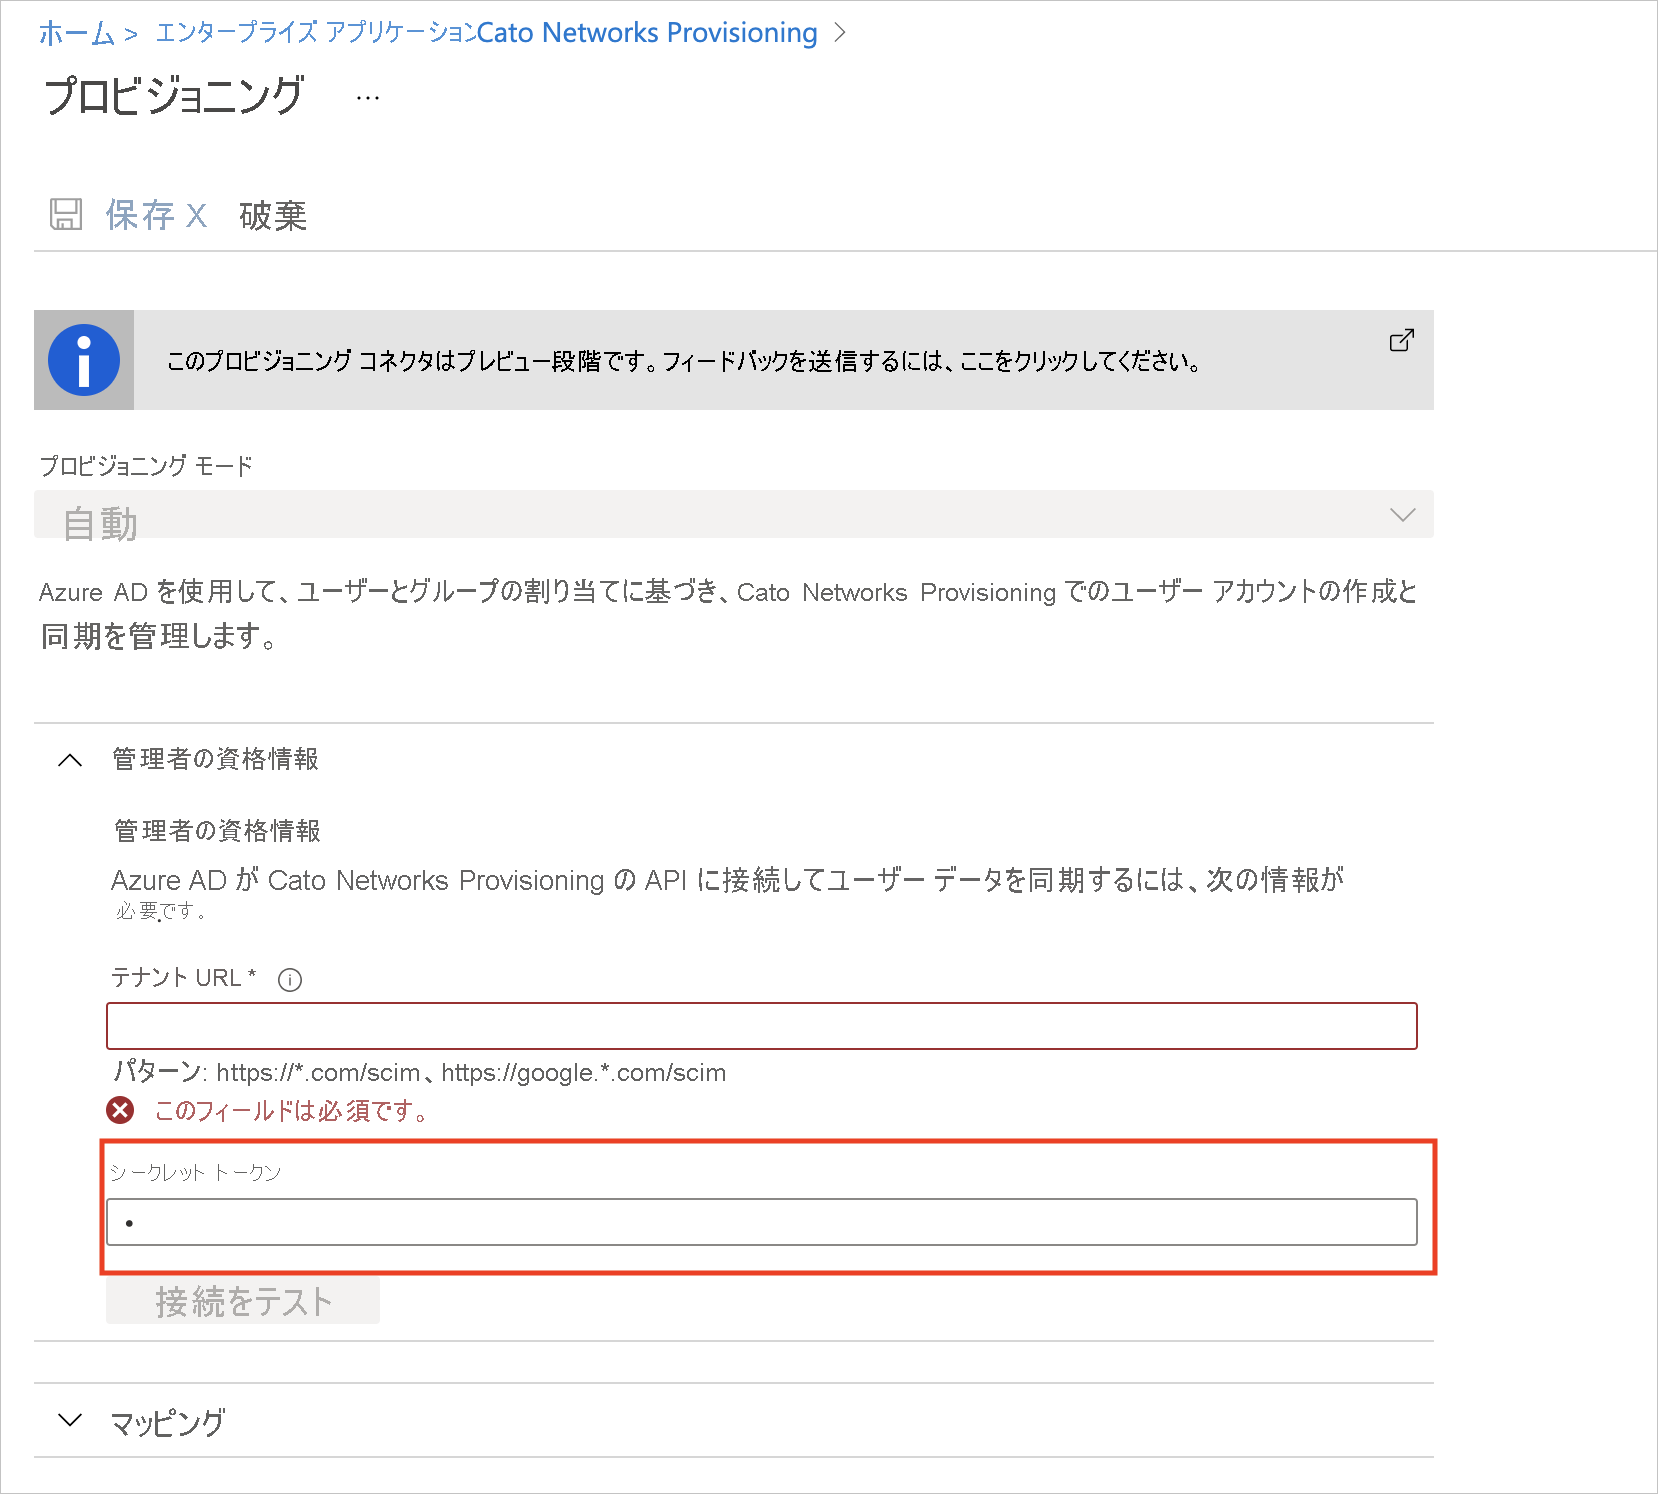 ホーム > エンタープライズ アプリケーションCato Networks Provisioning >
プロビジョニング ...
保存 X 破棄
このプロビジョニング コネクタはプレビュー段階です。フィードバックを送信するには、ここをクリックしてください。
プロビジョニング モード
自動
Azure AD を使用して、ユーザーとグループの割り当てに基づき、Cato Networks Provisioning でのユーザー アカウントの作成と
同期を管理します。
管理者の資格情報
管理者の資格情報
Azure AD が Cato Networks Provisioning の API に接続してユーザー データを同期するには、次の情報が
必要です。
テナント URL *
パターン: https://*.com/scim、https://google.*.com/scim
このフィールドは必須です。
シークレット トークン
•
接続をテスト
マッピング